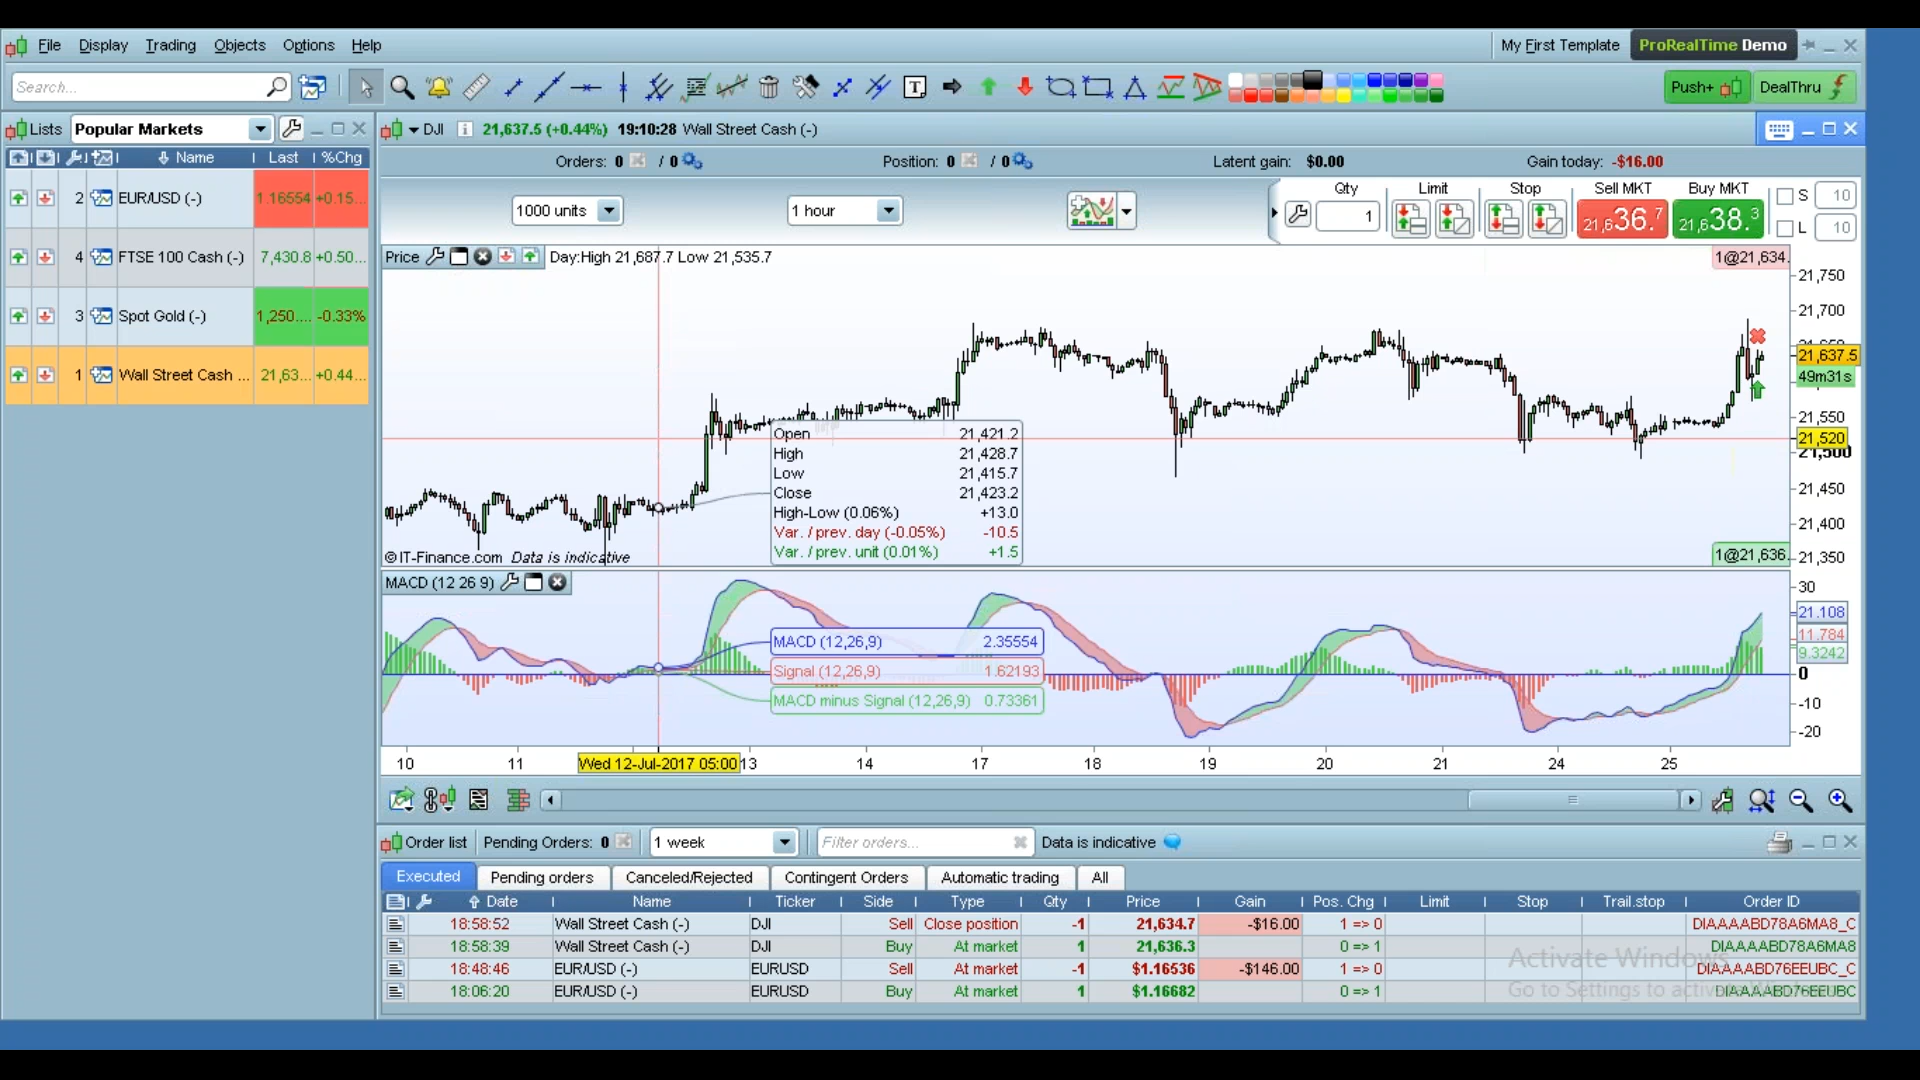 File Display Trading Objects Options Help My First Template ProRealTime Demo
Search... T Push+ DealThru
Lists Popular Markets
Name Last %Chg
2 EUR/USD (-) 1.16554 +0.15...
4 FTSE 100 Cash (-) 7,430.8 +0.50...
3 Spot Gold (-) 1,250.... -0.33%
1 Wall Street Cash ... 21,63... +0.44...
DJI i 21,637.5 (+0.44%) 19:10:28 Wall Street Cash (-)
Orders: 0 / 0 Position: 0 / 0 Latent gain: $0.00 Gain today: -$16.00
1000 units 1 hour
Qty Limit Stop Sell MKT Buy MKT S 10
1 21,636.7 21,638.3 L 10
Price Day:High 21,687.7 Low 21,535.7 1@21,634.
21,750
21,700
21,637.5
49m31s
21,550
21,520
21,500
21,450
21,400
21,350
Open 21,421.2
High 21,428.7
Low 21,415.7
Close 21,423.2
High-Low (0.06%) +13.0
Var. / prev. day (-0.05%) -10.5
Var. / prev. unit (0.01%) +1.5
© IT-Finance.com Data is indicative 1@21,636.
MACD (12 26 9)
30
21.108
11.784
9.3242
0
-10
-20
MACD (12,26,9) 2.35554
Signal (12,26,9) 1.62193
MACD minus Signal (12,26,9) 0.73361
10 11 Wed 12-Jul-2017 05:00 13 14 17 18 19 20 21 24 25
Order list Pending Orders: 0 1 week Filter orders... Data is indicative
Executed Pending orders Canceled/Rejected Contingent Orders Automatic trading All
Date Name Ticker Side Type Qty Price Gain Pos. Chg Limit Stop Trail.stop Order ID
18:58:52 Wall Street Cash (-) DJI Sell Close position -1 21,634.7 -$16.00 1 => 0 DIAAAABD78A6MA8_C
18:58:39 Wall Street Cash (-) DJI Buy At market 1 21,636.3 0 => 1 DIAAAABD78A6MA8
18:48:46 EUR/USD (-) EURUSD Sell At market -1 $1.16536 -$146.00 1 => 0 DIAAAABD76EEUBC_C
18:06:20 EUR/USD (-) EURUSD Buy At market 1 $1.16682 0 => 1 DIAAAABD76EEUBC
Activate Windows
Go to Settings to activate